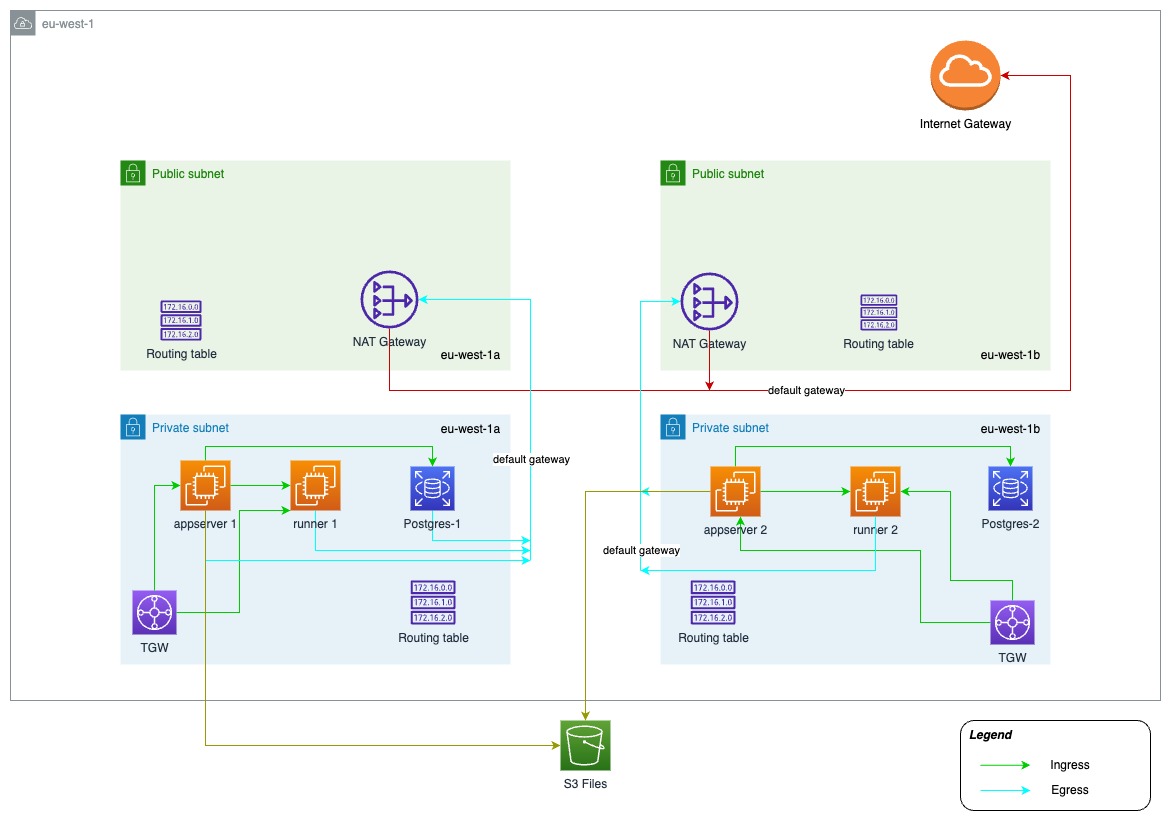 eu-west-1
Internet Gateway
Public subnet
172.16.0.0
172.16.1.0
172.16.2.0
Routing table
NAT Gateway
eu-west-1a
Public subnet
NAT Gateway
172.16.0.0
172.16.1.0
172.16.2.0
Routing table
eu-west-1b
default gateway
Private subnet
eu-west-1a
appserver 1
runner 1
Postgres-1
172.16.0.0
172.16.1.0
172.16.2.0
Routing table
TGW
default gateway
Private subnet
eu-west-1b
appserver 2
runner 2
Postgres-2
default gateway
172.16.0.0
172.16.1.0
172.16.2.0
Routing table
TGW
S3 Files
Legend
Ingress
Egress